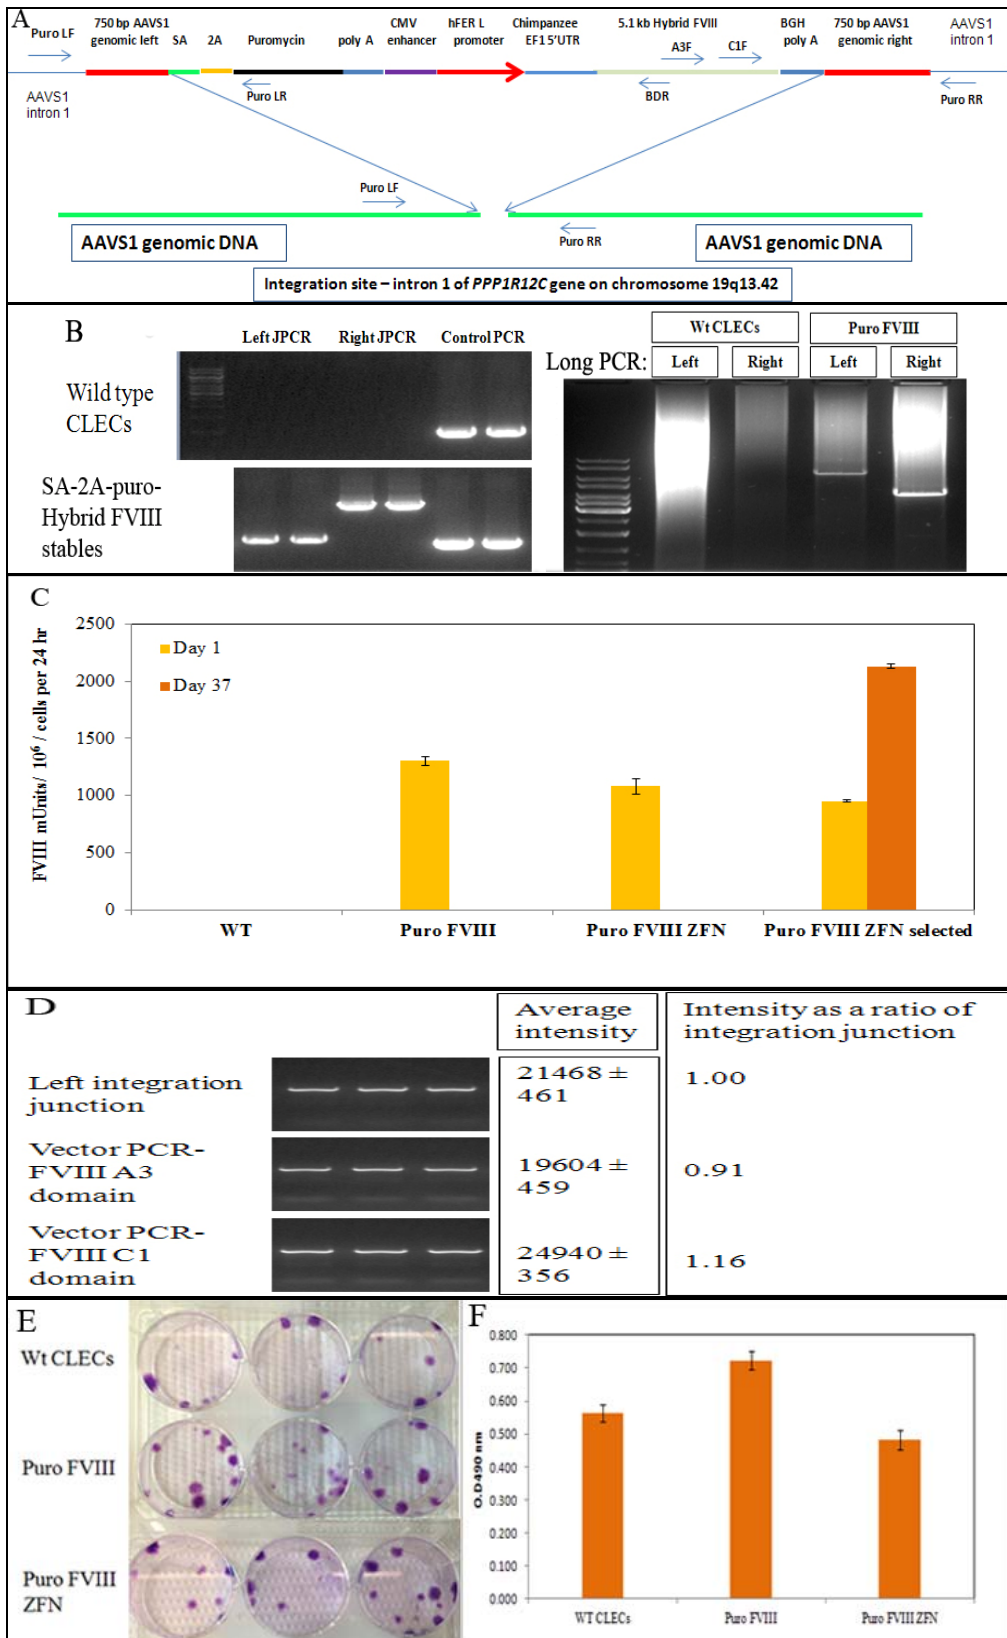 A
Puro LF
750 bp AAVS1 genomic left
SA
2A
Puromycin
poly A
CMV enhancer
hFER L promoter
Chimpanzee EF1 5'UTR
5.1 kb Hybrid FVIII
A3F
C1F
BGH poly A
750 bp AAVS1 genomic right
AAVS1 intron 1
AAVS1 intron 1
Puro LR
BDR
Puro RR
Puro LF
Puro RR
AAVS1 genomic DNA
AAVS1 genomic DNA
Integration site – intron 1 of PPP1R12C gene on chromosome 19q13.42
B
Left JPCR
Right JPCR
Control PCR
Wild type
CLECs
SA-2A-puro-
Hybrid FVIII
stables
Wt CLECs
Puro FVIII
Long PCR:
Left
Right
Left
Right
C
FVIII mUnits/ 10⁶ / cells per 24 hr
2500
2000
1500
1000
500
0
Day 1
Day 37
WT
Puro FVIII
Puro FVIII ZFN
Puro FVIII ZFN selected
D
Average
intensity
Intensity as a ratio of
integration junction
Left integration
junction
21468 ±
461
1.00
Vector PCR-
FVIII A3
domain
19604 ±
459
0.91
Vector PCR-
FVIII C1
domain
24940 ±
356
1.16
E
Wt CLECs
Puro FVIII
Puro FVIII
ZFN
F
O.D490 nm
0.800
0.700
0.600
0.500
0.400
0.300
0.200
0.100
0.000
WT CLECs
Puro FVIII
Puro FVIII ZFN